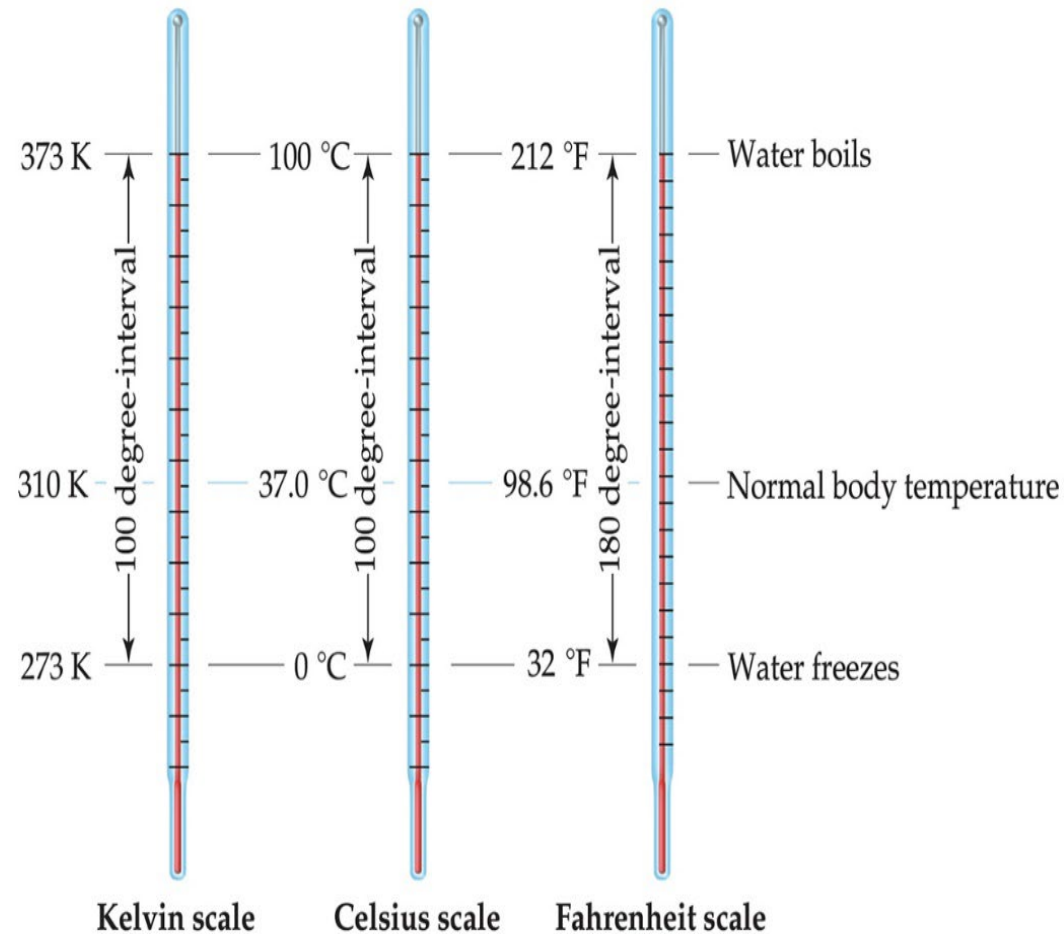 373 K 100 °C 212 °F Water boils
100 degree-interval
100 degree-interval
180 degree-interval
310 K 37.0 °C 98.6 °F Normal body temperature
273 K 0 °C 32 °F Water freezes
Kelvin scale Celsius scale Fahrenheit scale